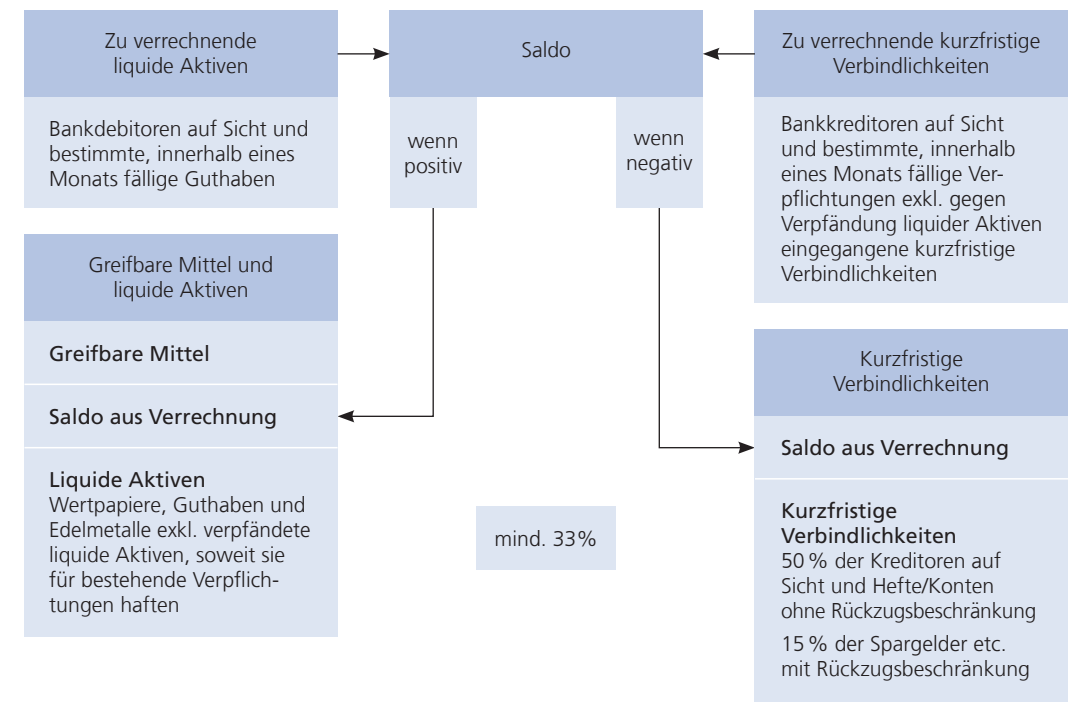 Zu verrechnende
liquide Aktiven
Bankdebitoren auf Sicht und
bestimmte, innerhalb eines
Monats fällige Guthaben
Saldo
wenn
positiv
wenn
negativ
Zu verrechnende kurzfristige
Verbindlichkeiten
Bankkreditoren auf Sicht
und bestimmte, innerhalb
eines Monats fällige Ver-
pflichtungen exkl. gegen
Verpfändung liquider Aktiven
eingegangene kurzfristige
Verbindlichkeiten
Greifbare Mittel und
liquide Aktiven
Greifbare Mittel
Saldo aus Verrechnung
Liquide Aktiven
Wertpapiere, Guthaben und
Edelmetalle exkl. verpfändete
liquide Aktiven, soweit sie
für bestehende Verpflich-
tungen haften
mind. 33%
Kurzfristige
Verbindlichkeiten
Saldo aus Verrechnung
Kurzfristige
Verbindlichkeiten
50 % der Kreditoren auf
Sicht und Hefte/Konten
ohne Rückzugsbeschränkung
15 % der Spargelder etc.
mit Rückzugsbeschränkung